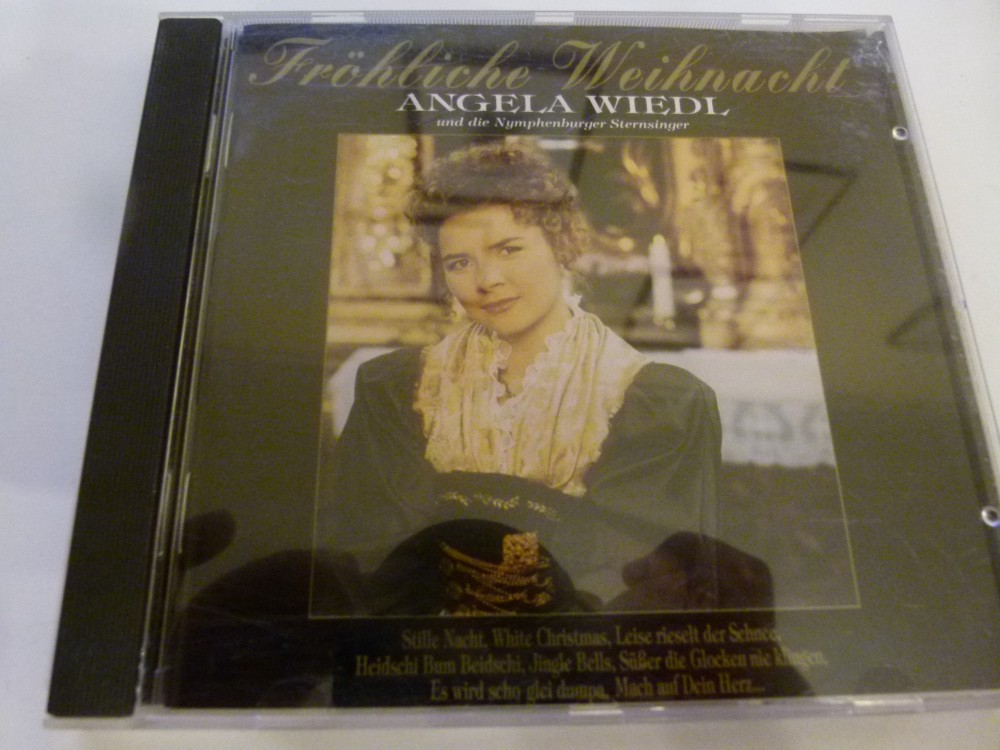 Fröhliche Weihnacht
ANGELA WIEDL
und die Nymphenburger Sternsinger
Stille Nacht, White Christmas, Leise rieselt der Schnee,
Heidschi Bum Beidschi, Jingle Bells, Süßer die Glocken nie klingen,
Es wird scho glei dumpa, Mach auf Dein Herz...